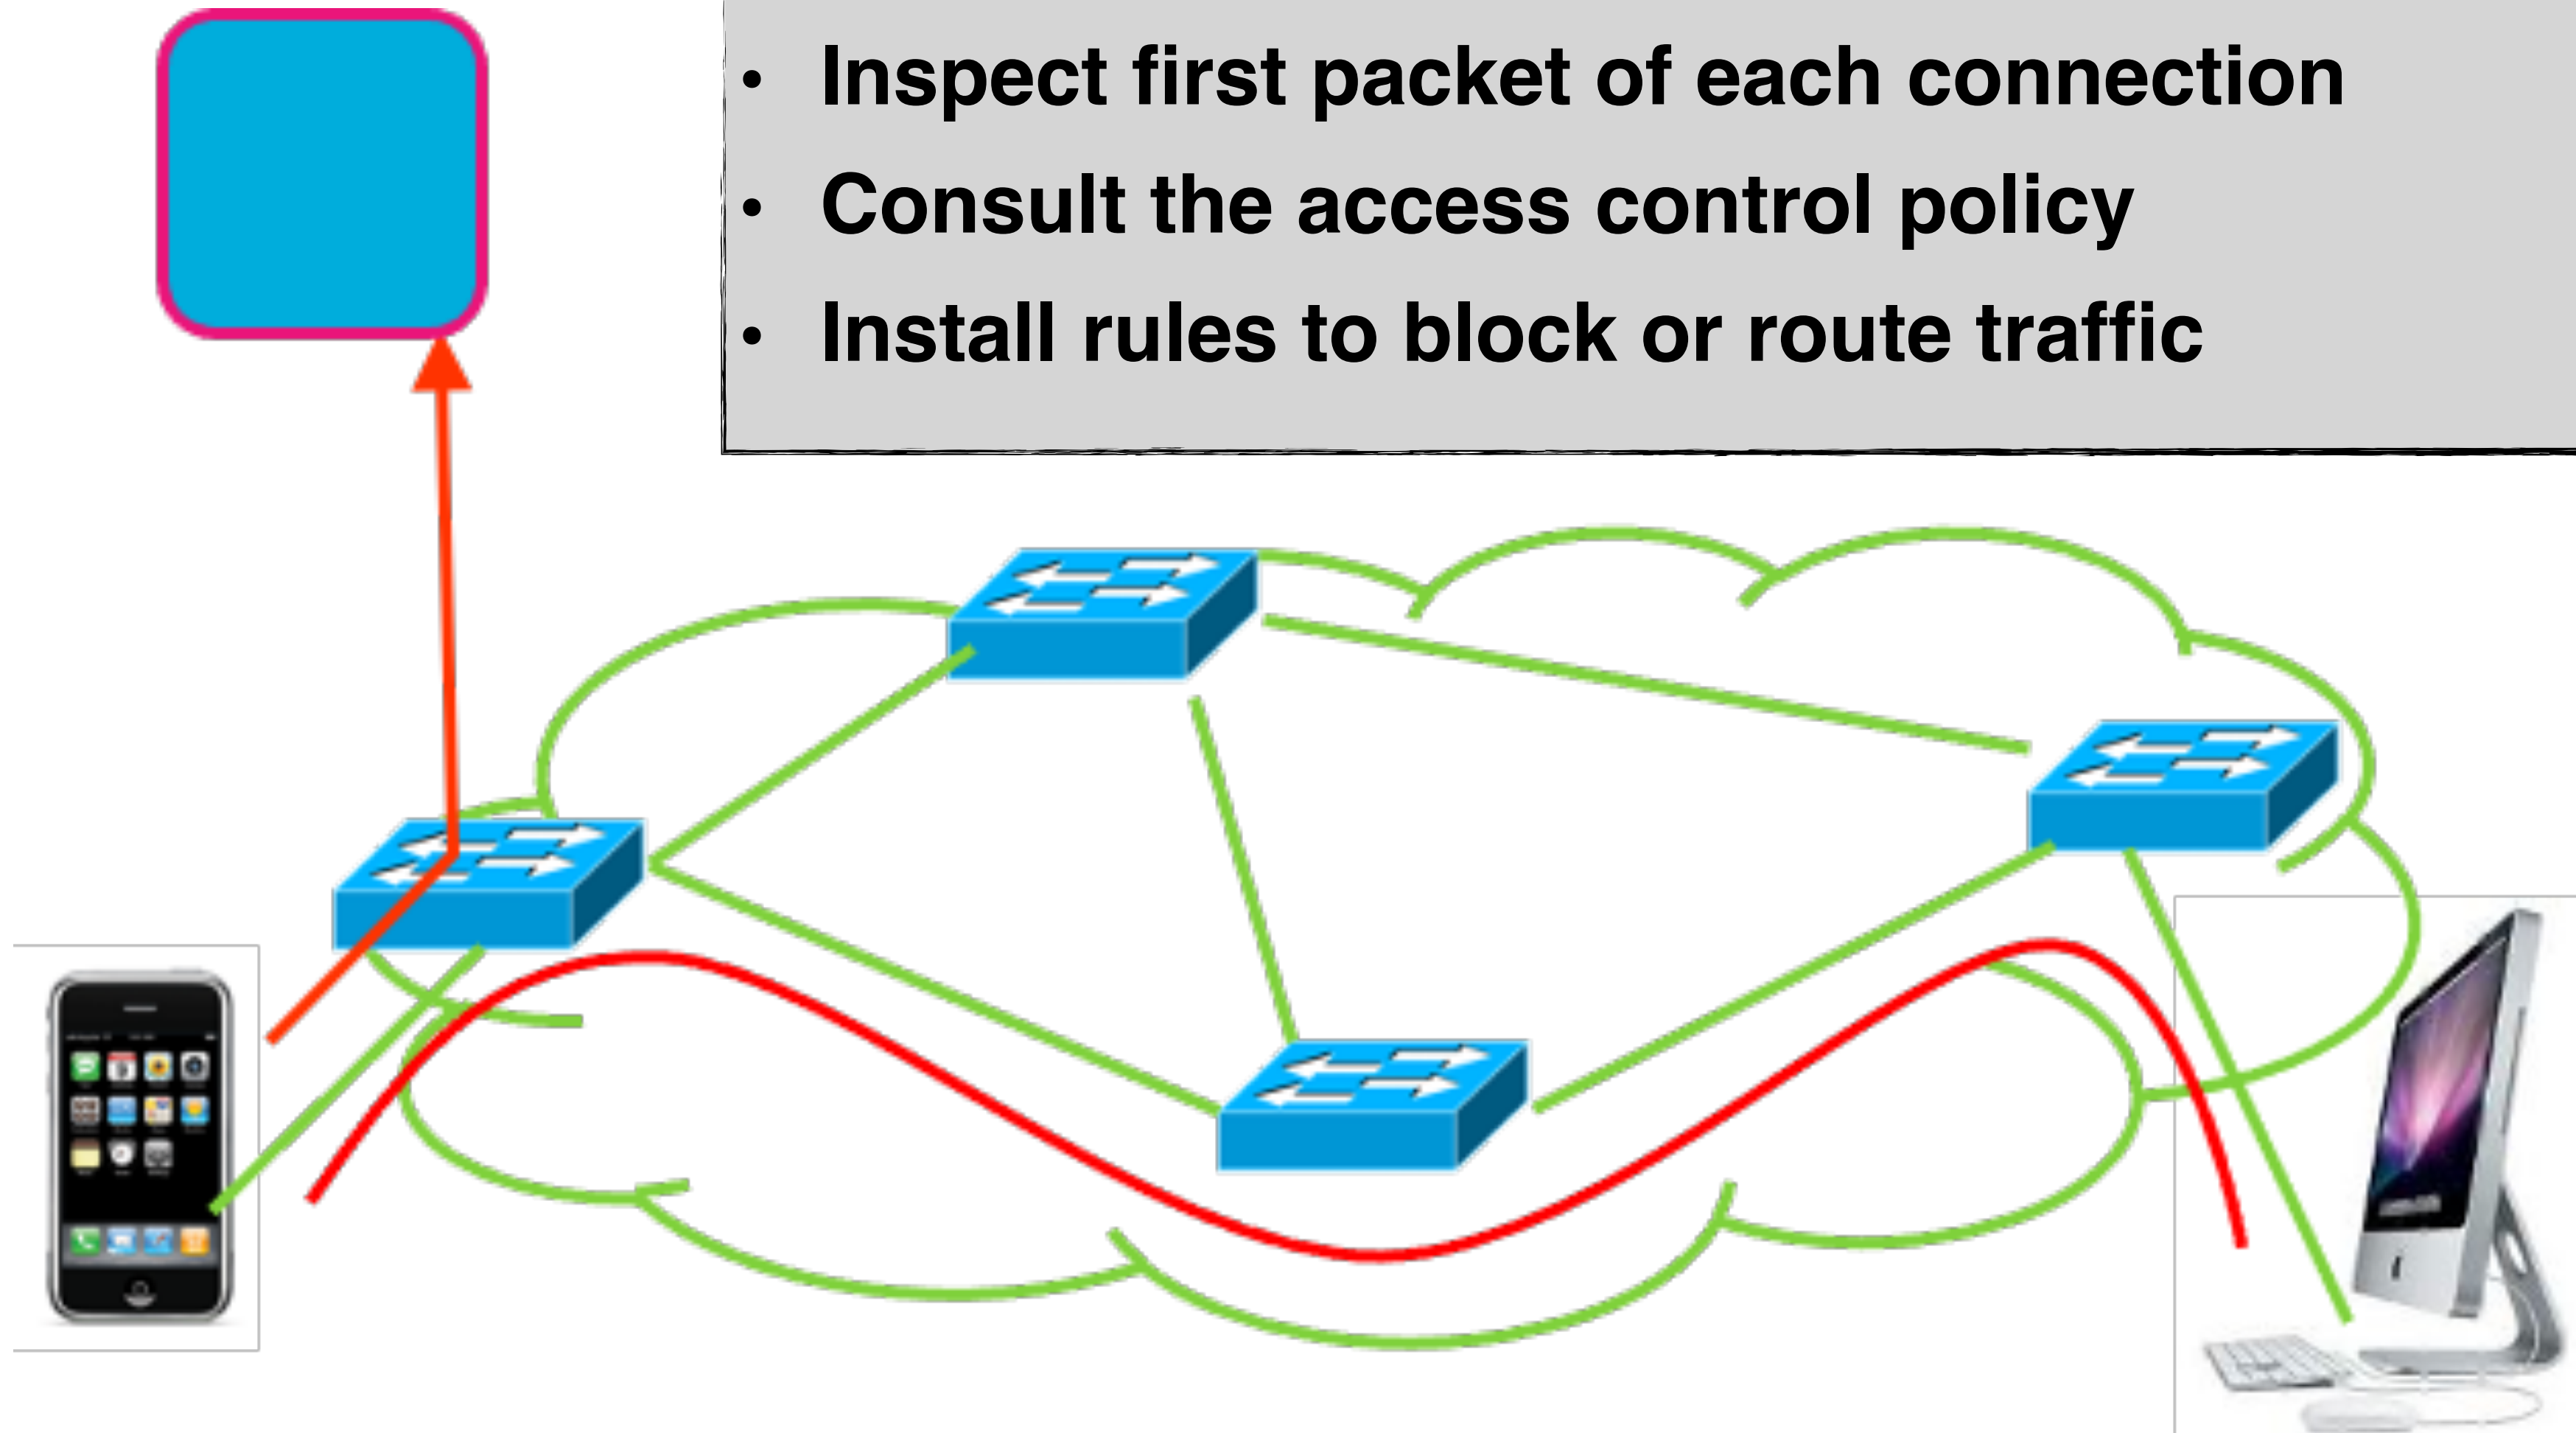 • Inspect first packet of each connection
• Consult the access control policy
• Install rules to block or route traffic